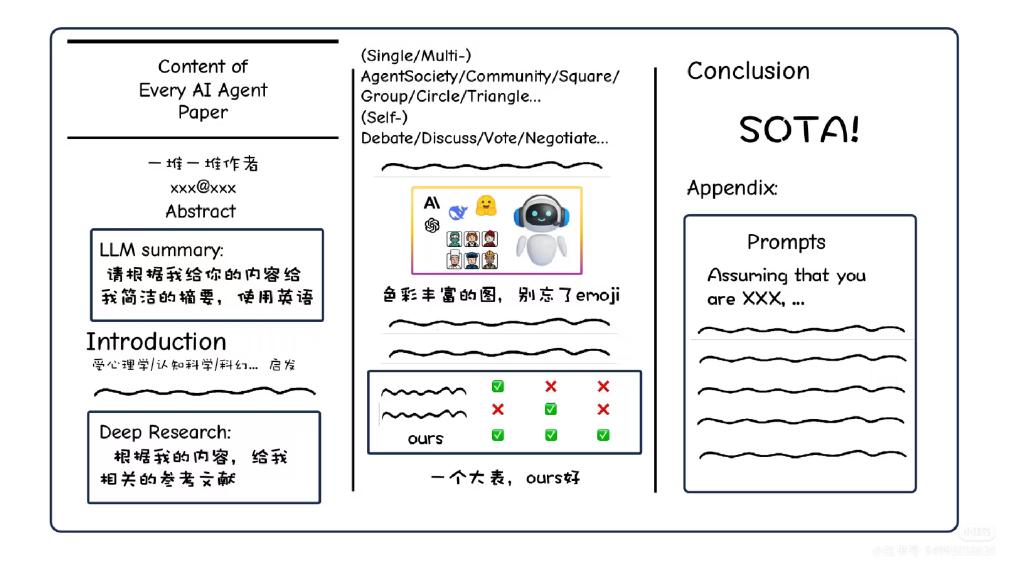 Content of
Every AI Agent
Paper
一堆一堆作者
xxx@xxx
Abstract
LLM summary:
请根据我给你的内容给
我简洁的摘要，使用英语
Introduction
受心理学/认知科学/科幻... 启发
Deep Research:
根据我的内容，给我
相关的参考文献
(Single/Multi-)
AgentSociety/Community/Square/
Group/Circle/Triangle...
(Self-)
Debate/Discuss/Vote/Negotiate...
A\
色彩丰富的图，别忘了emoji
ours
一个大表，ours好
Conclusion
SOTA!
Appendix:
Prompts
Assuming that you
are XXX, ...
小红书